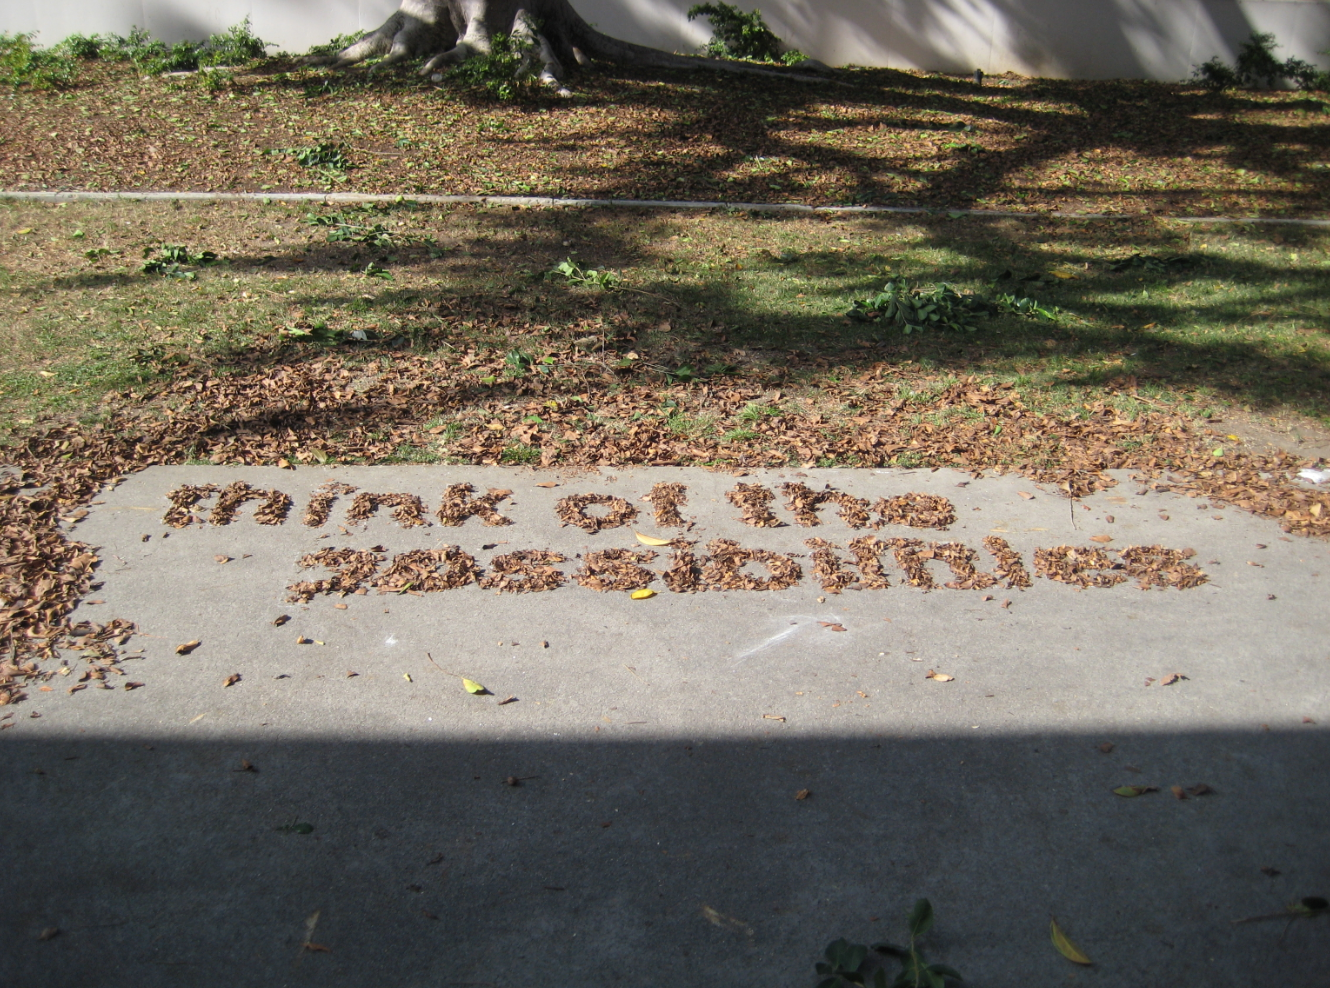 think of the
possibilities